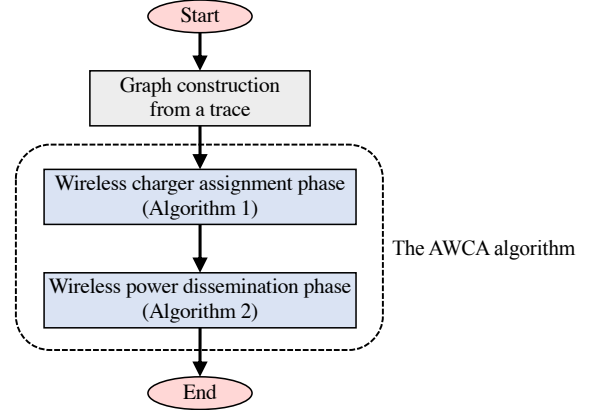 Start
Graph construction
from a trace
Wireless charger assignment phase
(Algorithm 1)
The AWCA algorithm
Wireless power dissemination phase
(Algorithm 2)
End